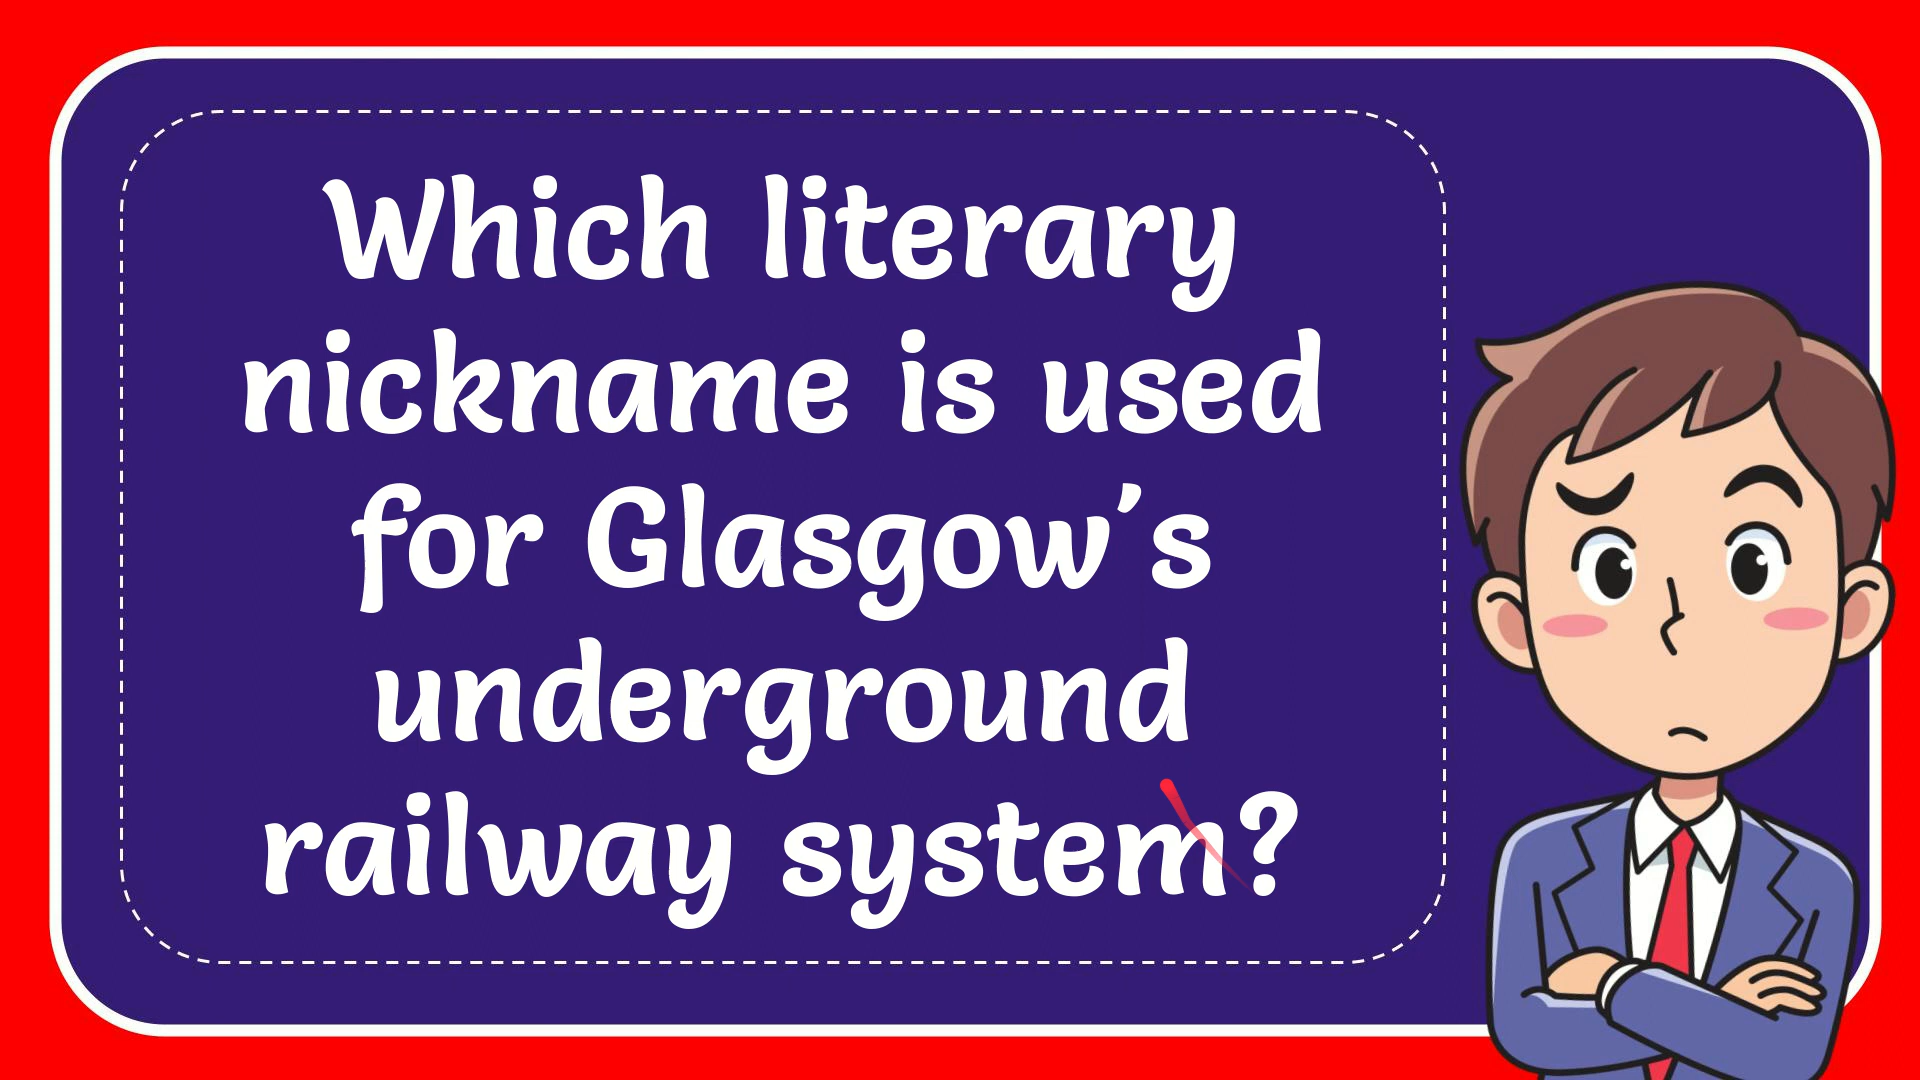 Which literary
nickname is used
for Glasgow's
underground
railway system?